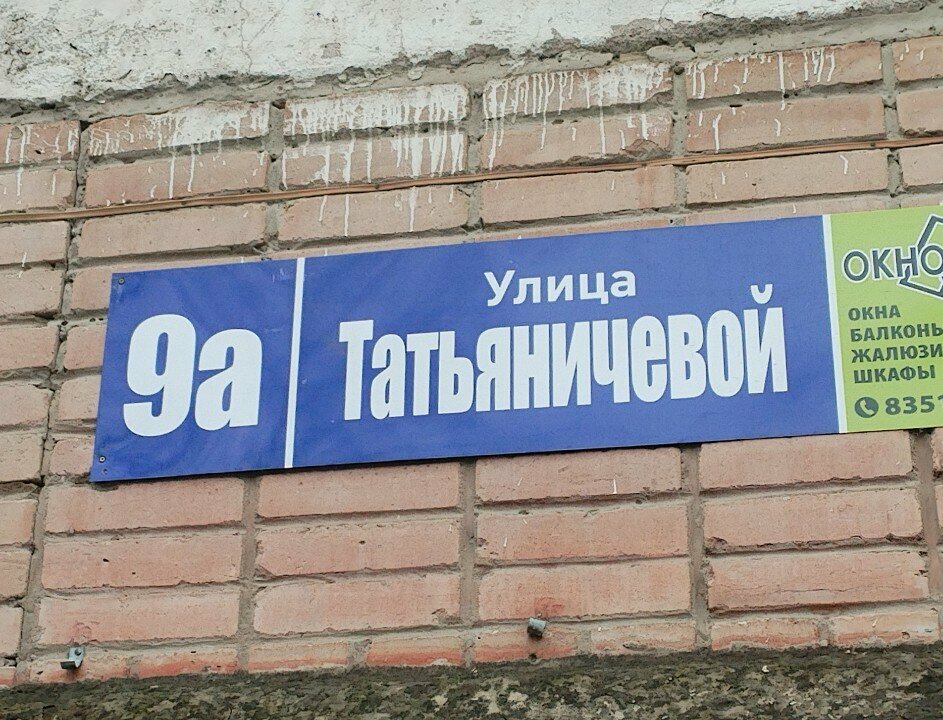 9а
Улица
Татьяничевой
ОКНО
ОКНА
БАЛКОНЫ
ЖАЛЮЗИ
ШКАФЫ
8351